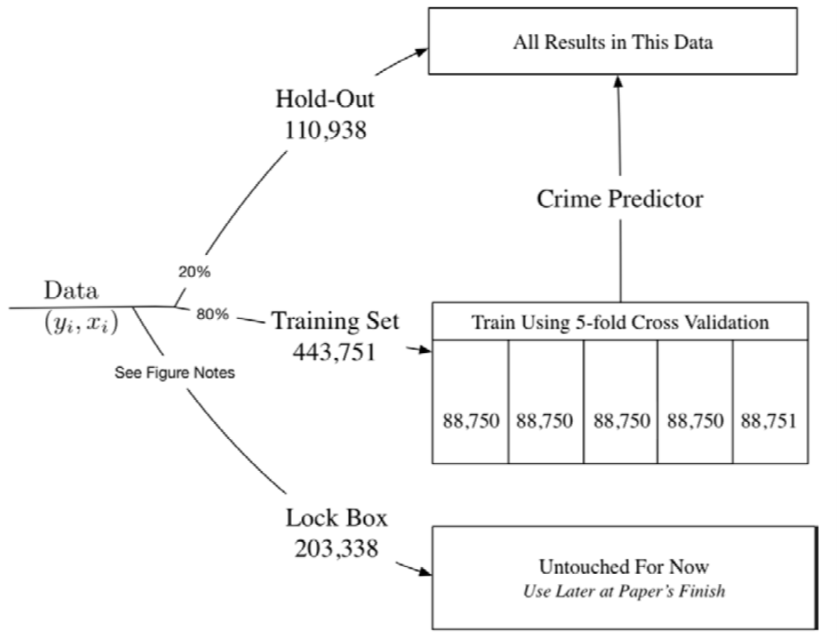 All Results in This Data
Hold-Out
110,938
Crime Predictor
20%
Data
(y_i, x_i)
80%
Training Set
443,751
Train Using 5-fold Cross Validation
88,750 88,750 88,750 88,750 88,751
See Figure Notes
Lock Box
203,338
Untouched For Now
Use Later at Paper's Finish